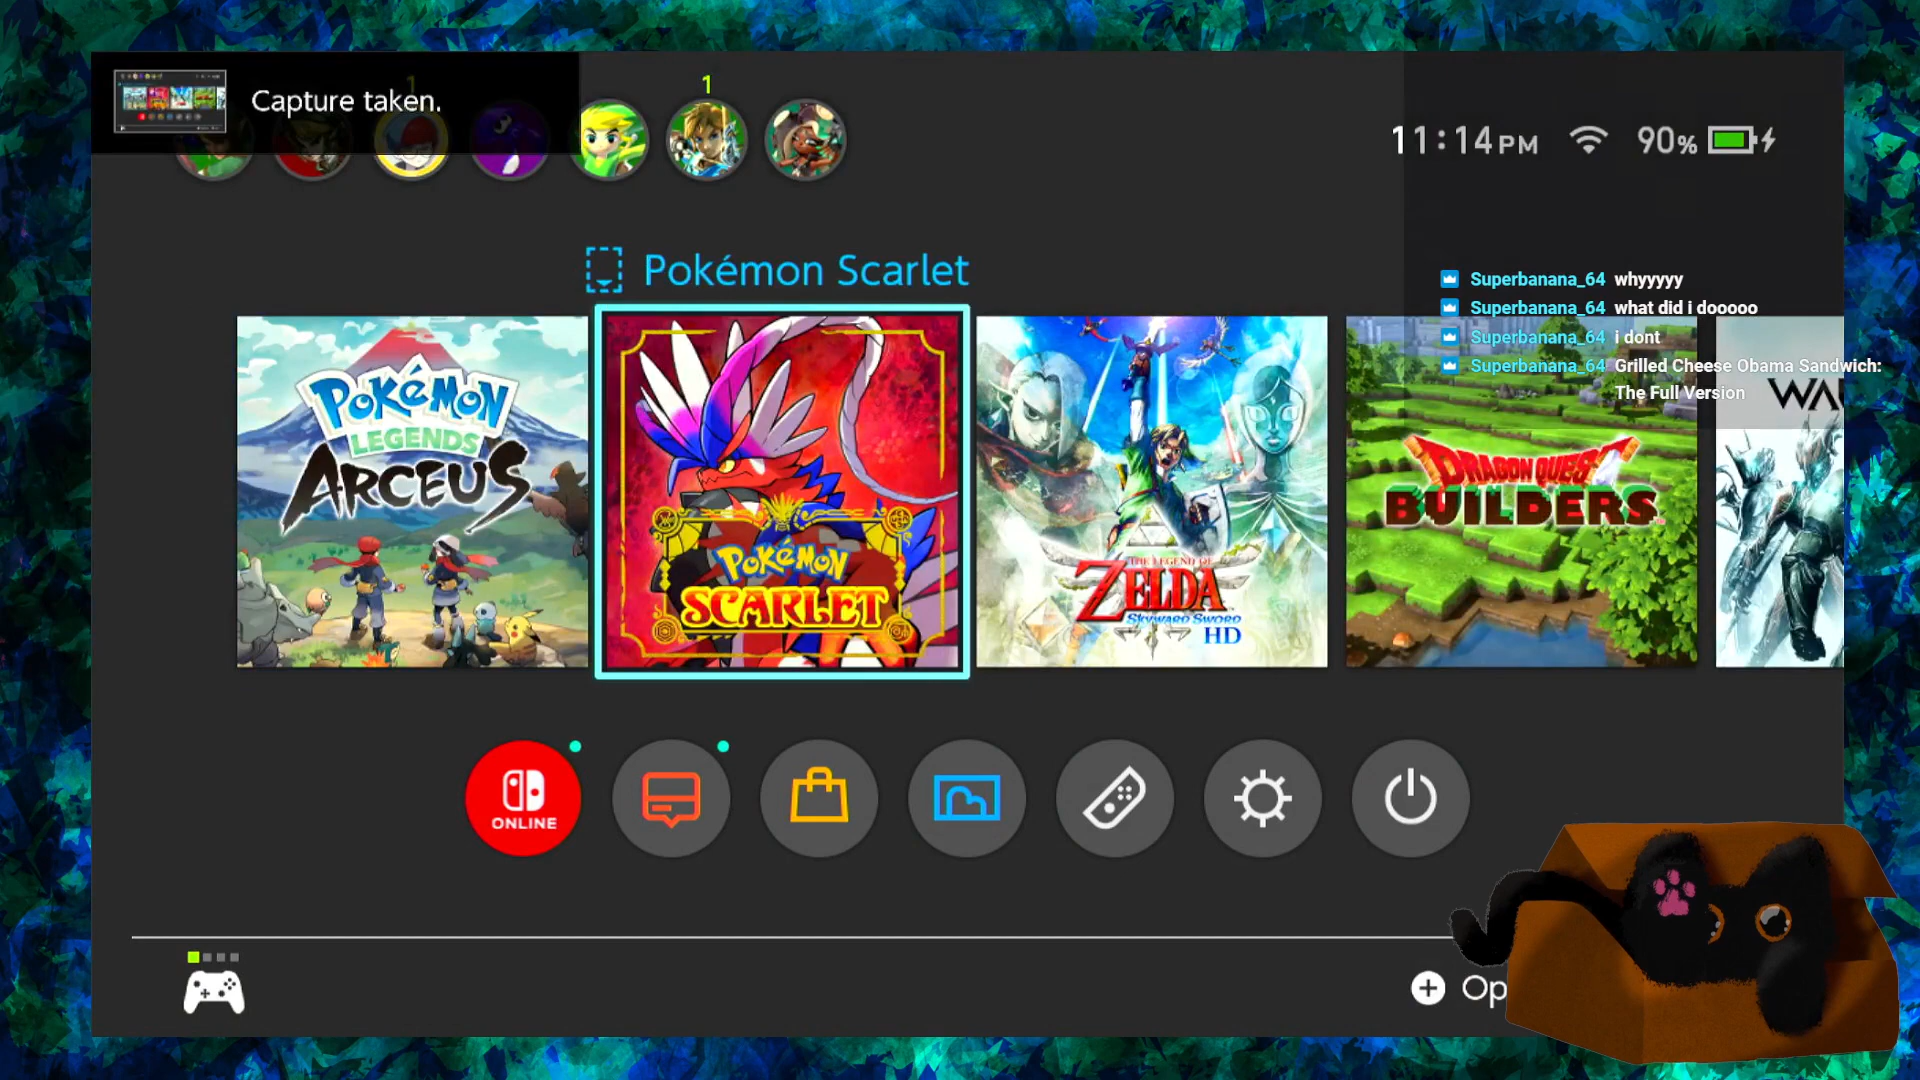 Capture taken.
1
1
11:14PM
90%
Pokémon Scarlet
Superbanana_64 whyyyyy
Superbanana_64 what did i dooooo
Superbanana_64 i dont
Superbanana_64 Grilled Cheese Obama Sandwich:
The Full Version
POKéMON
LEGENDS
ARCEUS
POKéMON
SCARLET
THE LEGEND OF
ZELDA
SKYWARD SWORD
HD
DRAGON QUEST
BUILDERS
ONLINE